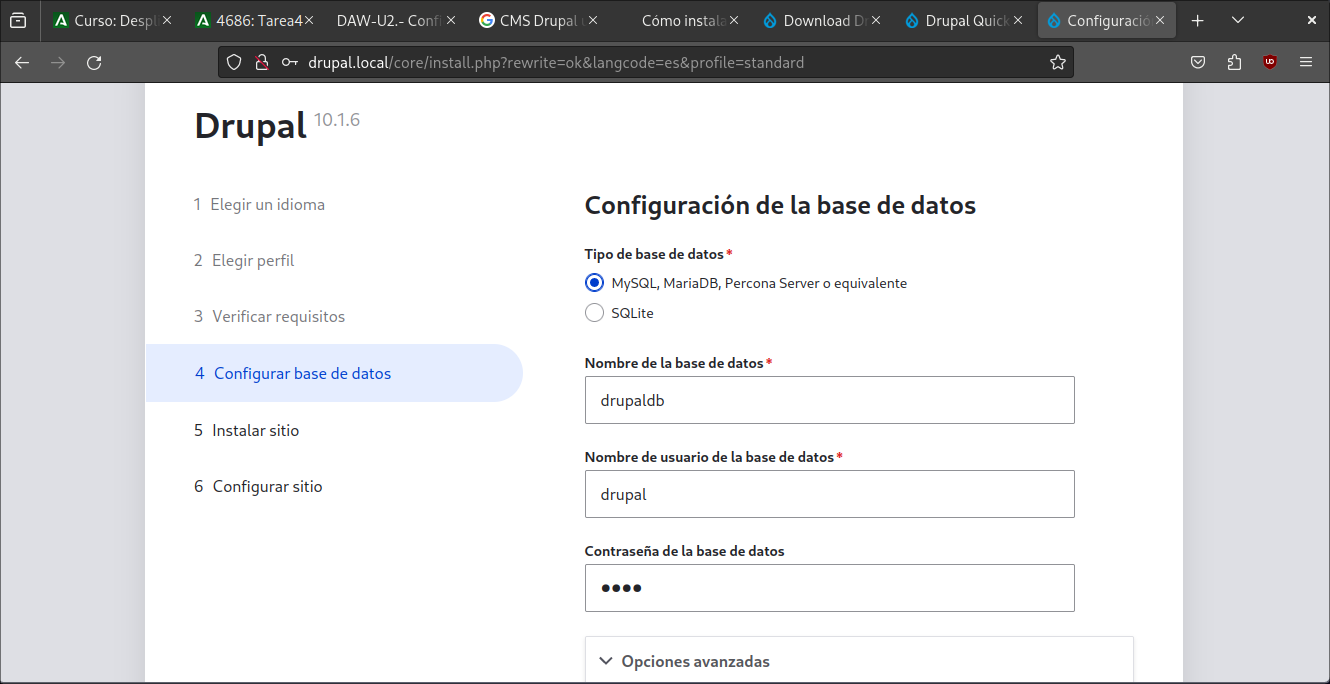 Curso: Despl
4686: Tarea4
DAW-U2.- Confi
CMS Drupal
Cómo instala
Download D
Drupal Quick
Configuració
drupal.local/core/install.php?rewrite=ok&langcode=es&profile=standard
Drupal 10.1.6
1 Elegir un idioma
2 Elegir perfil
3 Verificar requisitos
4 Configurar base de datos
5 Instalar sitio
6 Configurar sitio
Configuración de la base de datos
Tipo de base de datos*
MySQL, MariaDB, Percona Server o equivalente
SQLite
Nombre de la base de datos*
drupaldb
Nombre de usuario de la base de datos*
drupal
Contraseña de la base de datos
●●●●
Opciones avanzadas